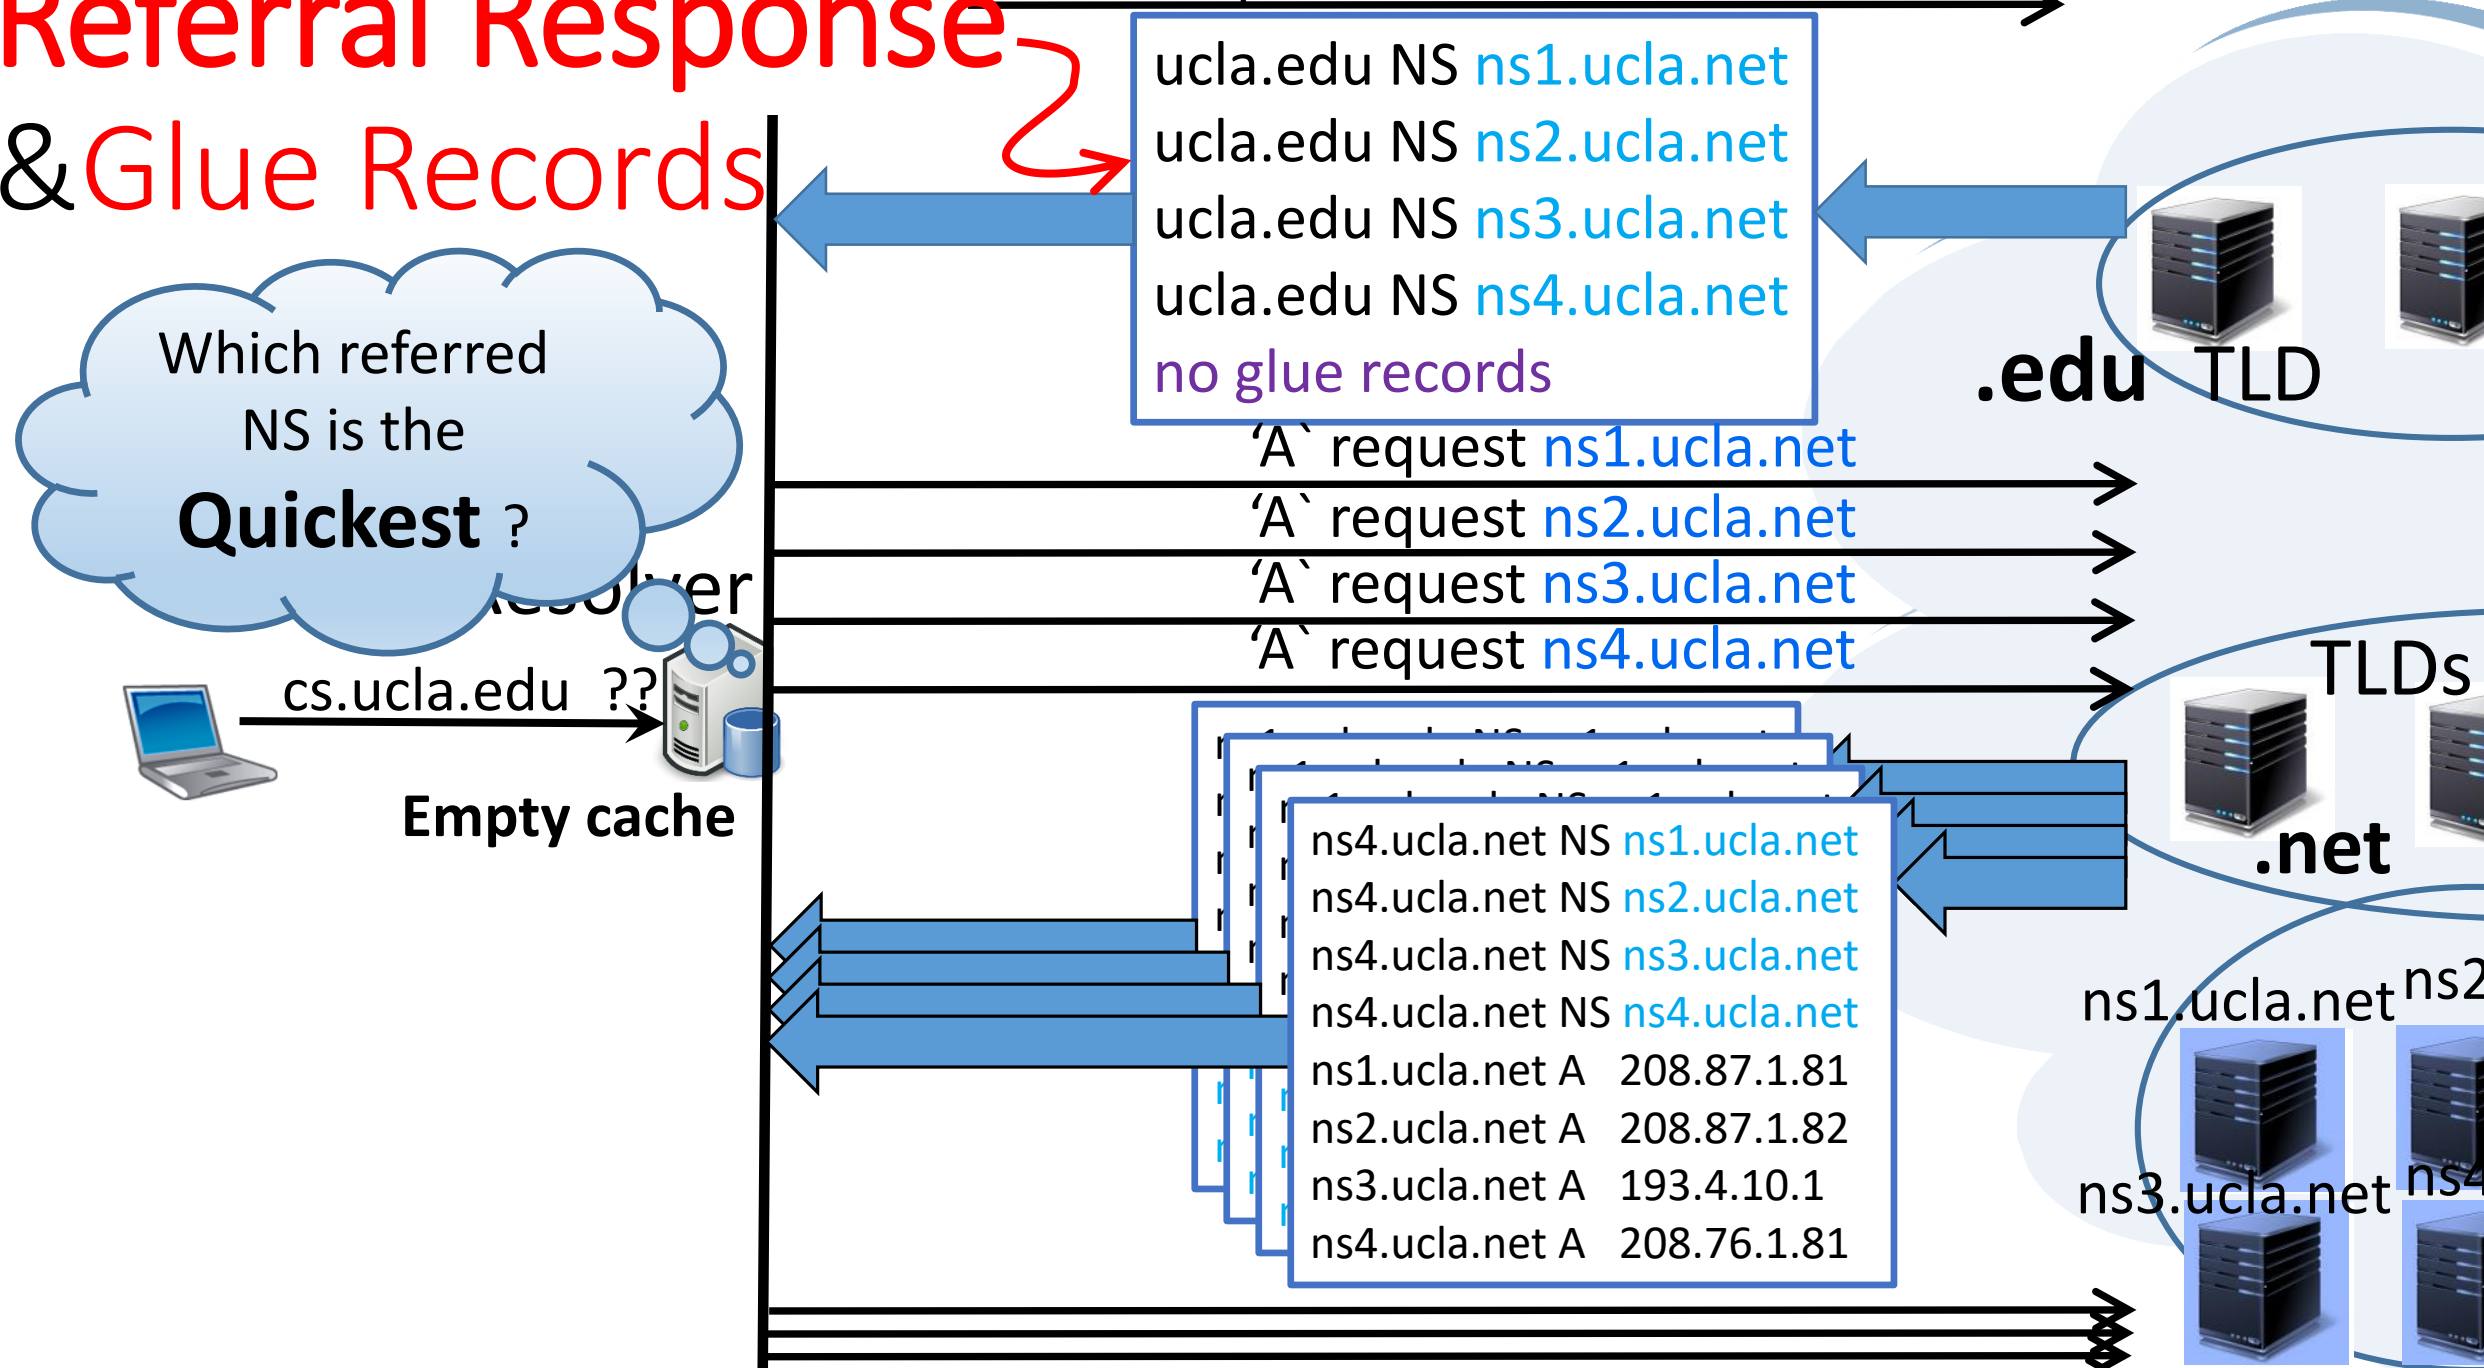 Referral Response
&Glue Records
ucla.edu NS ns1.ucla.net
ucla.edu NS ns2.ucla.net
ucla.edu NS ns3.ucla.net
ucla.edu NS ns4.ucla.net
no glue records
.edu TLD
Which referred
NS is the
Quickest ?
‘A` request ns1.ucla.net
‘A` request ns2.ucla.net
‘A` request ns3.ucla.net
‘A` request ns4.ucla.net
Resolver
cs.ucla.edu ??
Empty cache
TLDs
.net
ns4.ucla.net NS ns1.ucla.net
ns4.ucla.net NS ns2.ucla.net
ns4.ucla.net NS ns3.ucla.net
ns4.ucla.net NS ns4.ucla.net
ns1.ucla.net A 208.87.1.81
ns2.ucla.net A 208.87.1.82
ns3.ucla.net A 193.4.10.1
ns4.ucla.net A 208.76.1.81
ns1.ucla.net ns2
ns3.ucla.net ns4